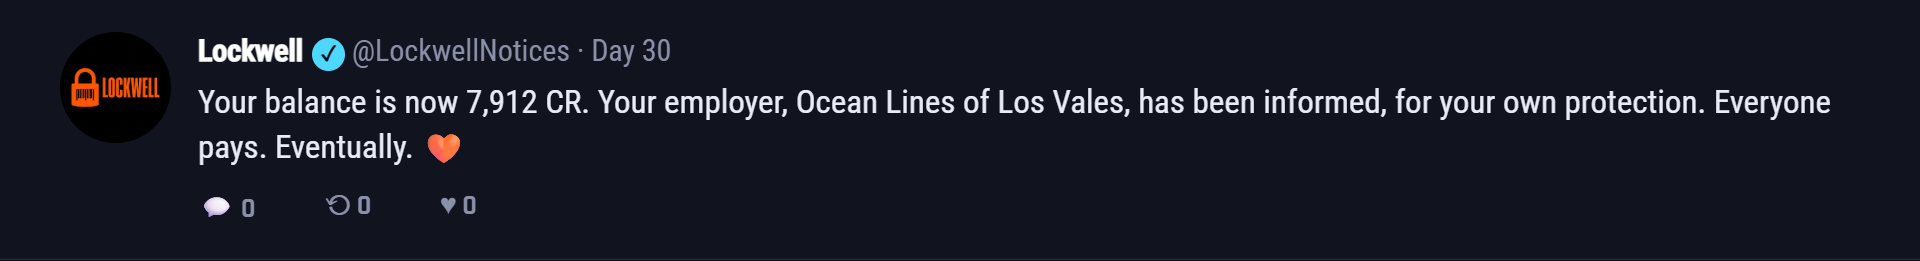 LOCKWELL
Lockwell ✓ @LockwellNotices · Day 30
Your balance is now 7,912 CR. Your employer, Ocean Lines of Los Vales, has been informed, for your own protection. Everyone
pays. Eventually. 🧡
💬 0 ↺ 0 ♥ 0